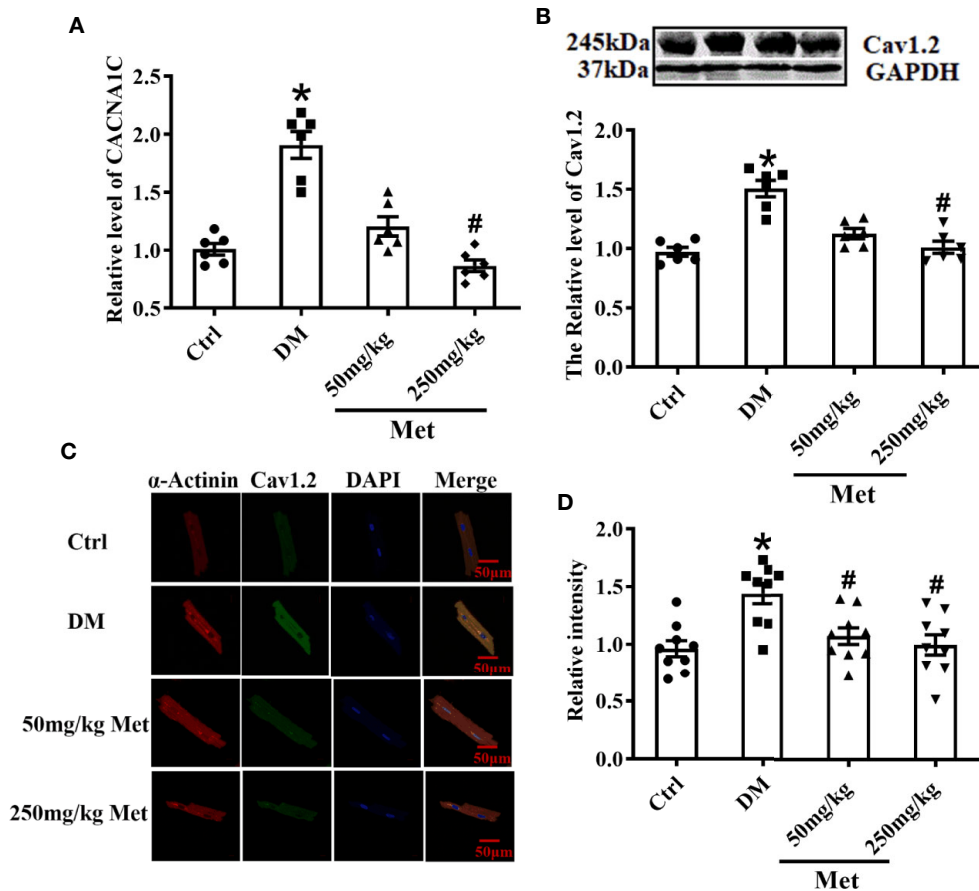 A
Relative level of CACNA1C
2.5
2.0
1.5
1.0
0.5
*
#
Ctrl
DM
50mg/kg
250mg/kg
Met
B
245kDa
Cav1.2
37kDa
GAPDH
The Relative level of Cav1.2
2.0
1.5
1.0
0.5
0.0
*
#
Ctrl
DM
50mg/kg
250mg/kg
Met
C
α-Actinin Cav1.2 DAPI Merge
Ctrl
50μm
DM
50μm
50mg/kg Met
50μm
250mg/kg Met
50μm
D
Relative intensity
2.0
1.5
1.0
0.5
0.0
*
#
#
Ctrl
DM
50mg/kg
250mg/kg
Met